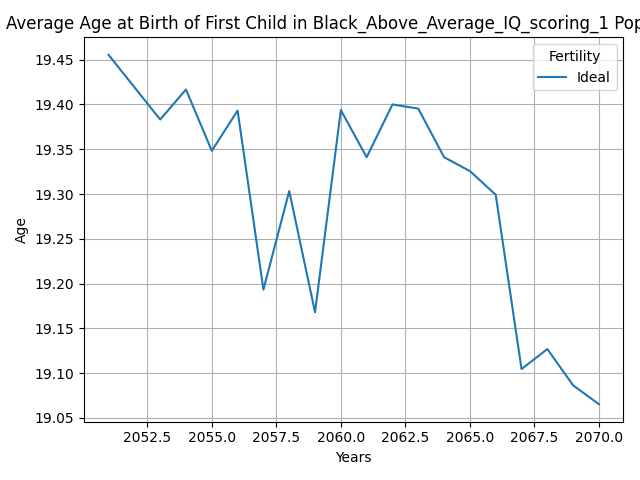 Average Age at Birth of First Child in Black_Above_Average_IQ_scoring_1 Pop
Fertility
Ideal
19.45
19.40
19.35
19.30
19.25
19.20
19.15
19.10
19.05
Age
2052.5 2055.0 2057.5 2060.0 2062.5 2065.0 2067.5 2070.0
Years